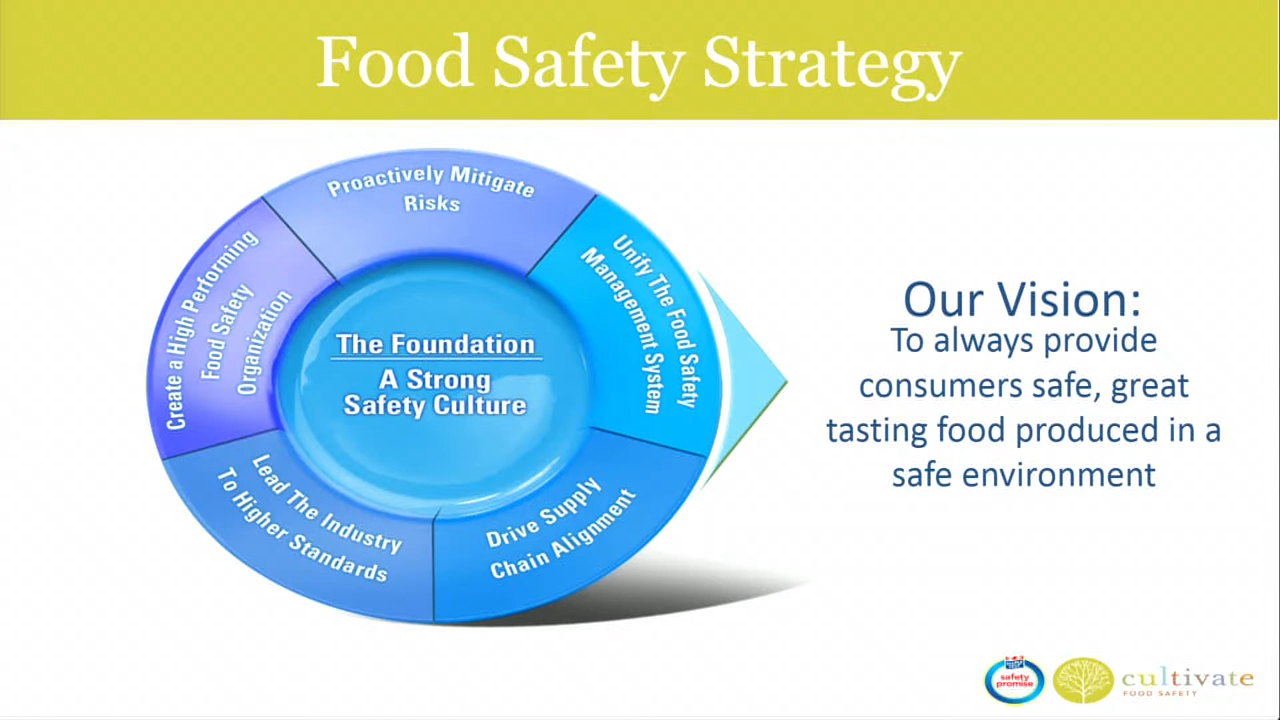 Food Safety Strategy
Proactively Mitigate
Risks
Unify The Food Safety
Management System
Drive Supply
Chain Alignment
Lead The Industry
To Higher Standards
Create a High Performing
Food Safety
Organization
The Foundation
A Strong
Safety Culture
Our Vision:
To always provide
consumers safe, great
tasting food produced in a
safe environment
safety
promise
cultivate
FOOD SAFETY